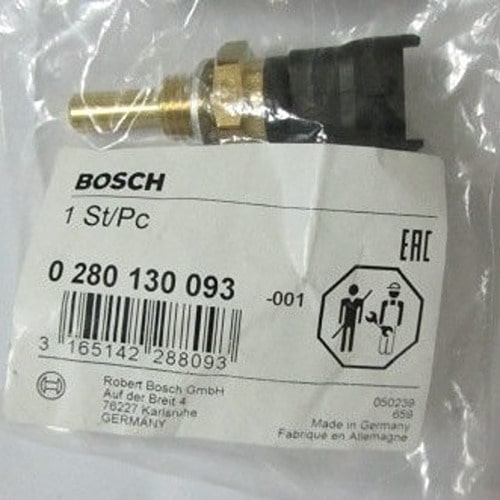 BOSCH
1 St/Pc
EAC
0 280 130 093 -001
3 165142 288093
Robert Bosch GmbH
Auf der Breit 4
76227 Karlsruhe
GERMANY
050239
659
Made in Germany
Fabriqué en Allemagne